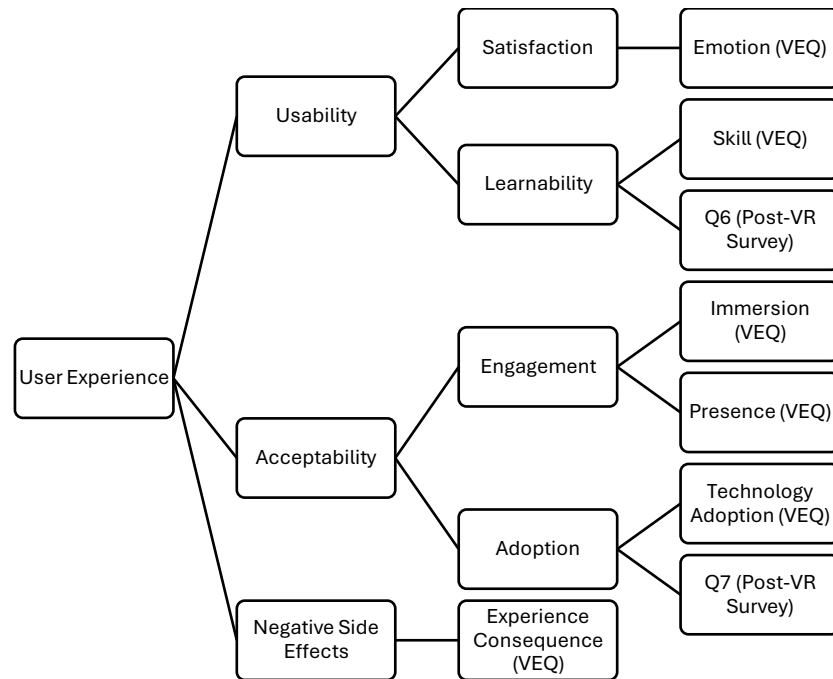 Satisfaction
Emotion (VEQ)
Usability
Skill (VEQ)
Learnability
Q6 (Post-VR
Survey)
Immersion
(VEQ)
User Experience
Engagement
Presence (VEQ)
Acceptability
Technology
Adoption (VEQ)
Adoption
Q7 (Post-VR
Survey)
Negative Side
Effects
Experience
Consequence
(VEQ)